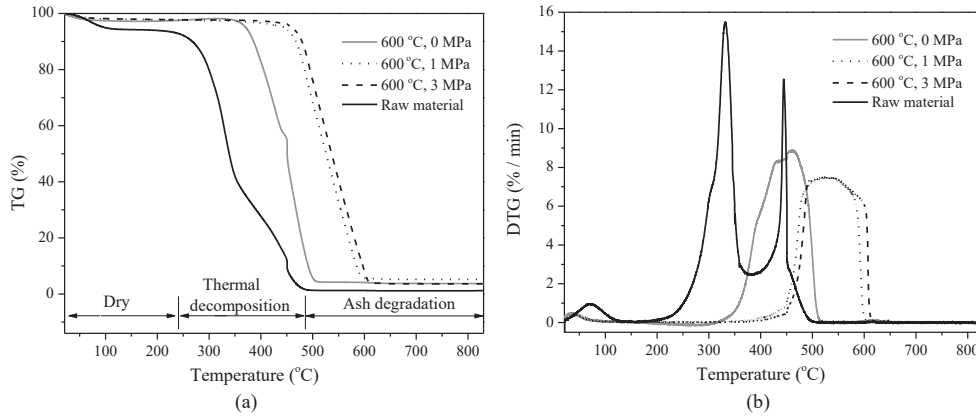 100
80
60
40
20
0
TG (%)
600 °C, 0 MPa
600 °C, 1 MPa
600 °C, 3 MPa
Raw material
Dry
Thermal
decomposition
Ash degradation
100 200 300 400 500 600 700 800
Temperature (°C)
(a)
16
14
12
10
8
6
4
2
0
DTG (% / min)
600 °C, 0 MPa
600 °C, 1 MPa
600 °C, 3 MPa
Raw material
100 200 300 400 500 600 700 800
Temperature (°C)
(b)